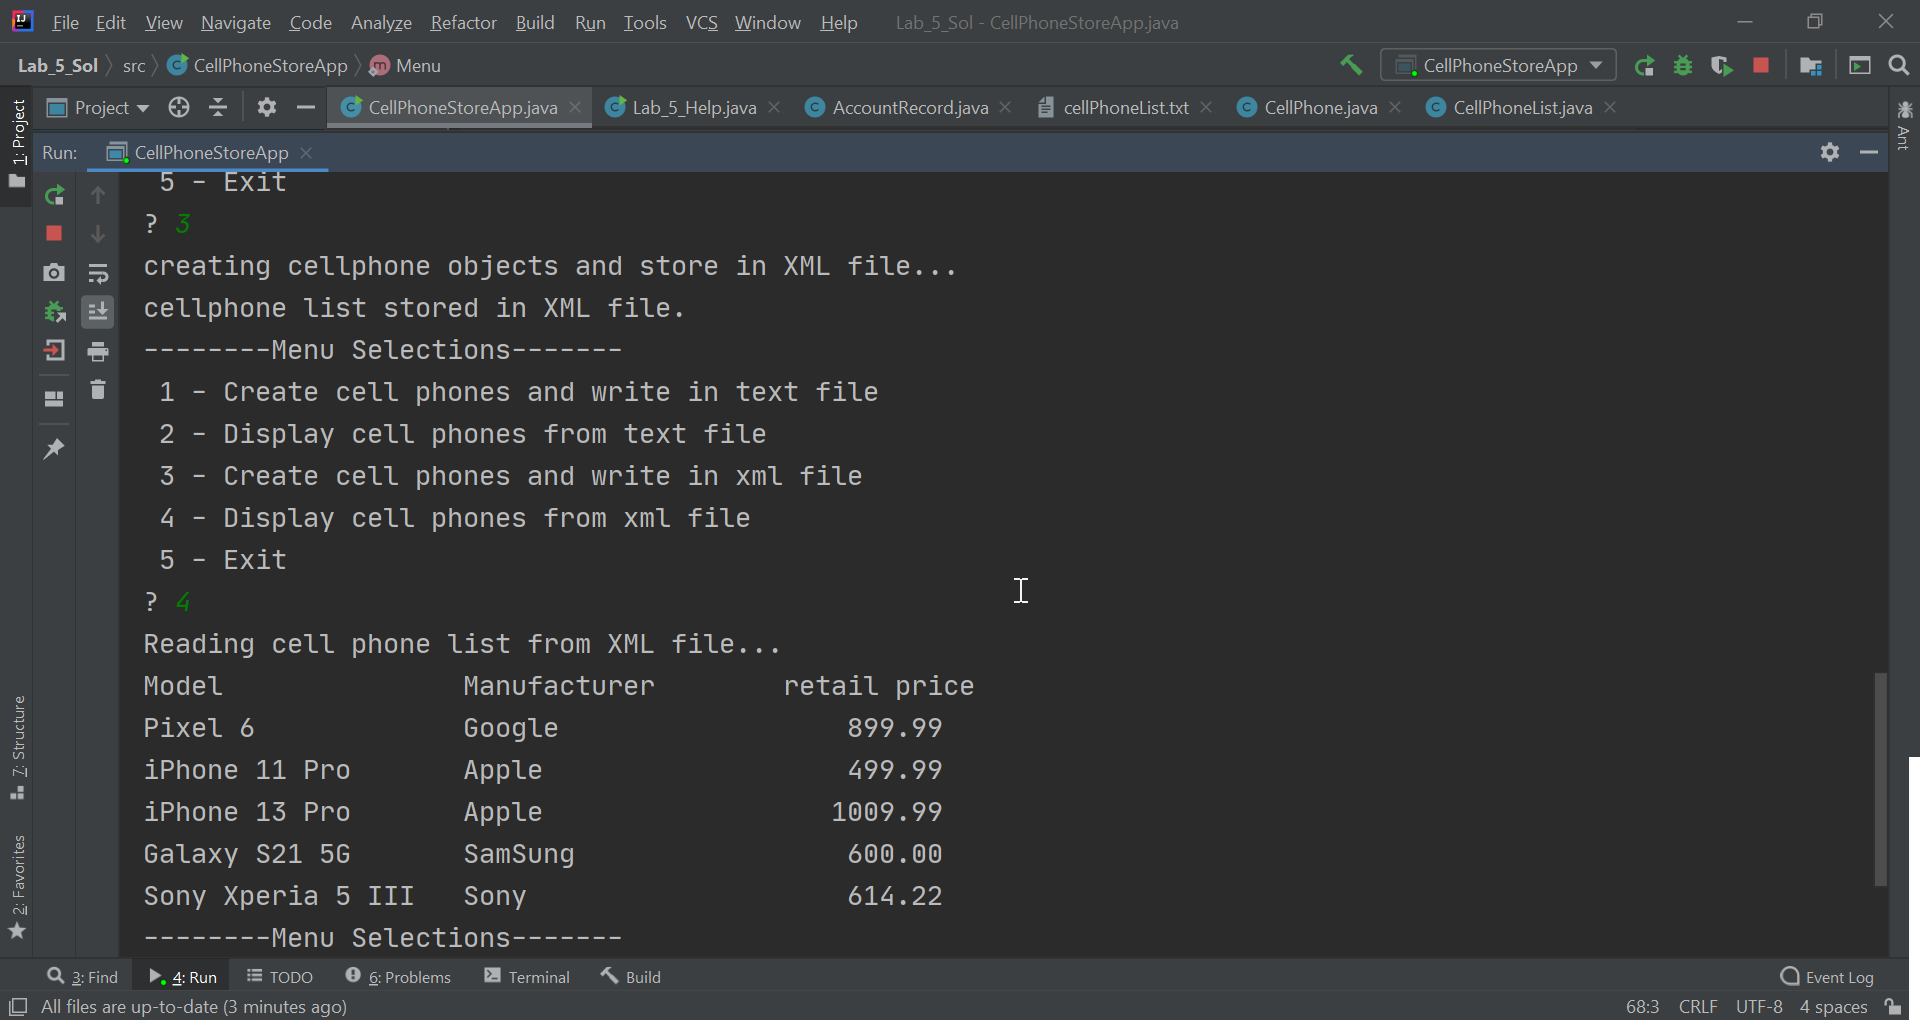 File Edit View Navigate Code Analyze Refactor Build Run Tools VCS Window Help Lab_5_Sol - CellPhoneStoreApp.java
Lab_5_Sol src CellPhoneStoreApp m Menu CellPhoneStoreApp
1: Project Project CellPhoneStoreApp.java Lab_5_Help.java AccountRecord.java cellPhoneList.txt CellPhone.java CellPhoneList.java Ant
Run: CellPhoneStoreApp
5 - Exit
? 3
creating cellphone objects and store in XML file...
cellphone list stored in XML file.
--------Menu Selections-------
1 - Create cell phones and write in text file
2 - Display cell phones from text file
3 - Create cell phones and write in xml file
4 - Display cell phones from xml file
5 - Exit
? 4
Reading cell phone list from XML file...
Model Manufacturer retail price
Pixel 6 Google 899.99
iPhone 11 Pro Apple 499.99
iPhone 13 Pro Apple 1009.99
Galaxy S21 5G SamSung 600.00
Sony Xperia 5 III Sony 614.22
--------Menu Selections-------
7: Structure
2: Favorites
3: Find 4: Run TODO 6: Problems Terminal Build Event Log
All files are up-to-date (3 minutes ago) 68:3 CRLF UTF-8 4 spaces